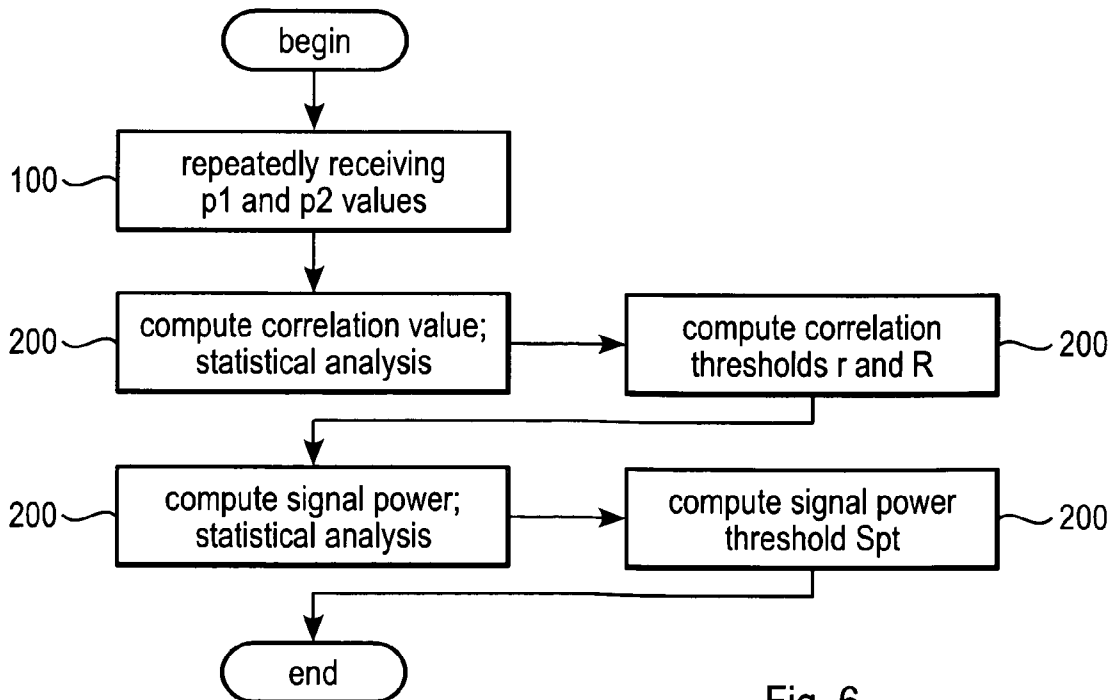 begin
100
repeatedly receiving
p1 and p2 values
200
compute correlation value;
statistical analysis
compute correlation
thresholds r and R
200
200
compute signal power;
statistical analysis
compute signal power
threshold Spt
200
end
Fig. 6